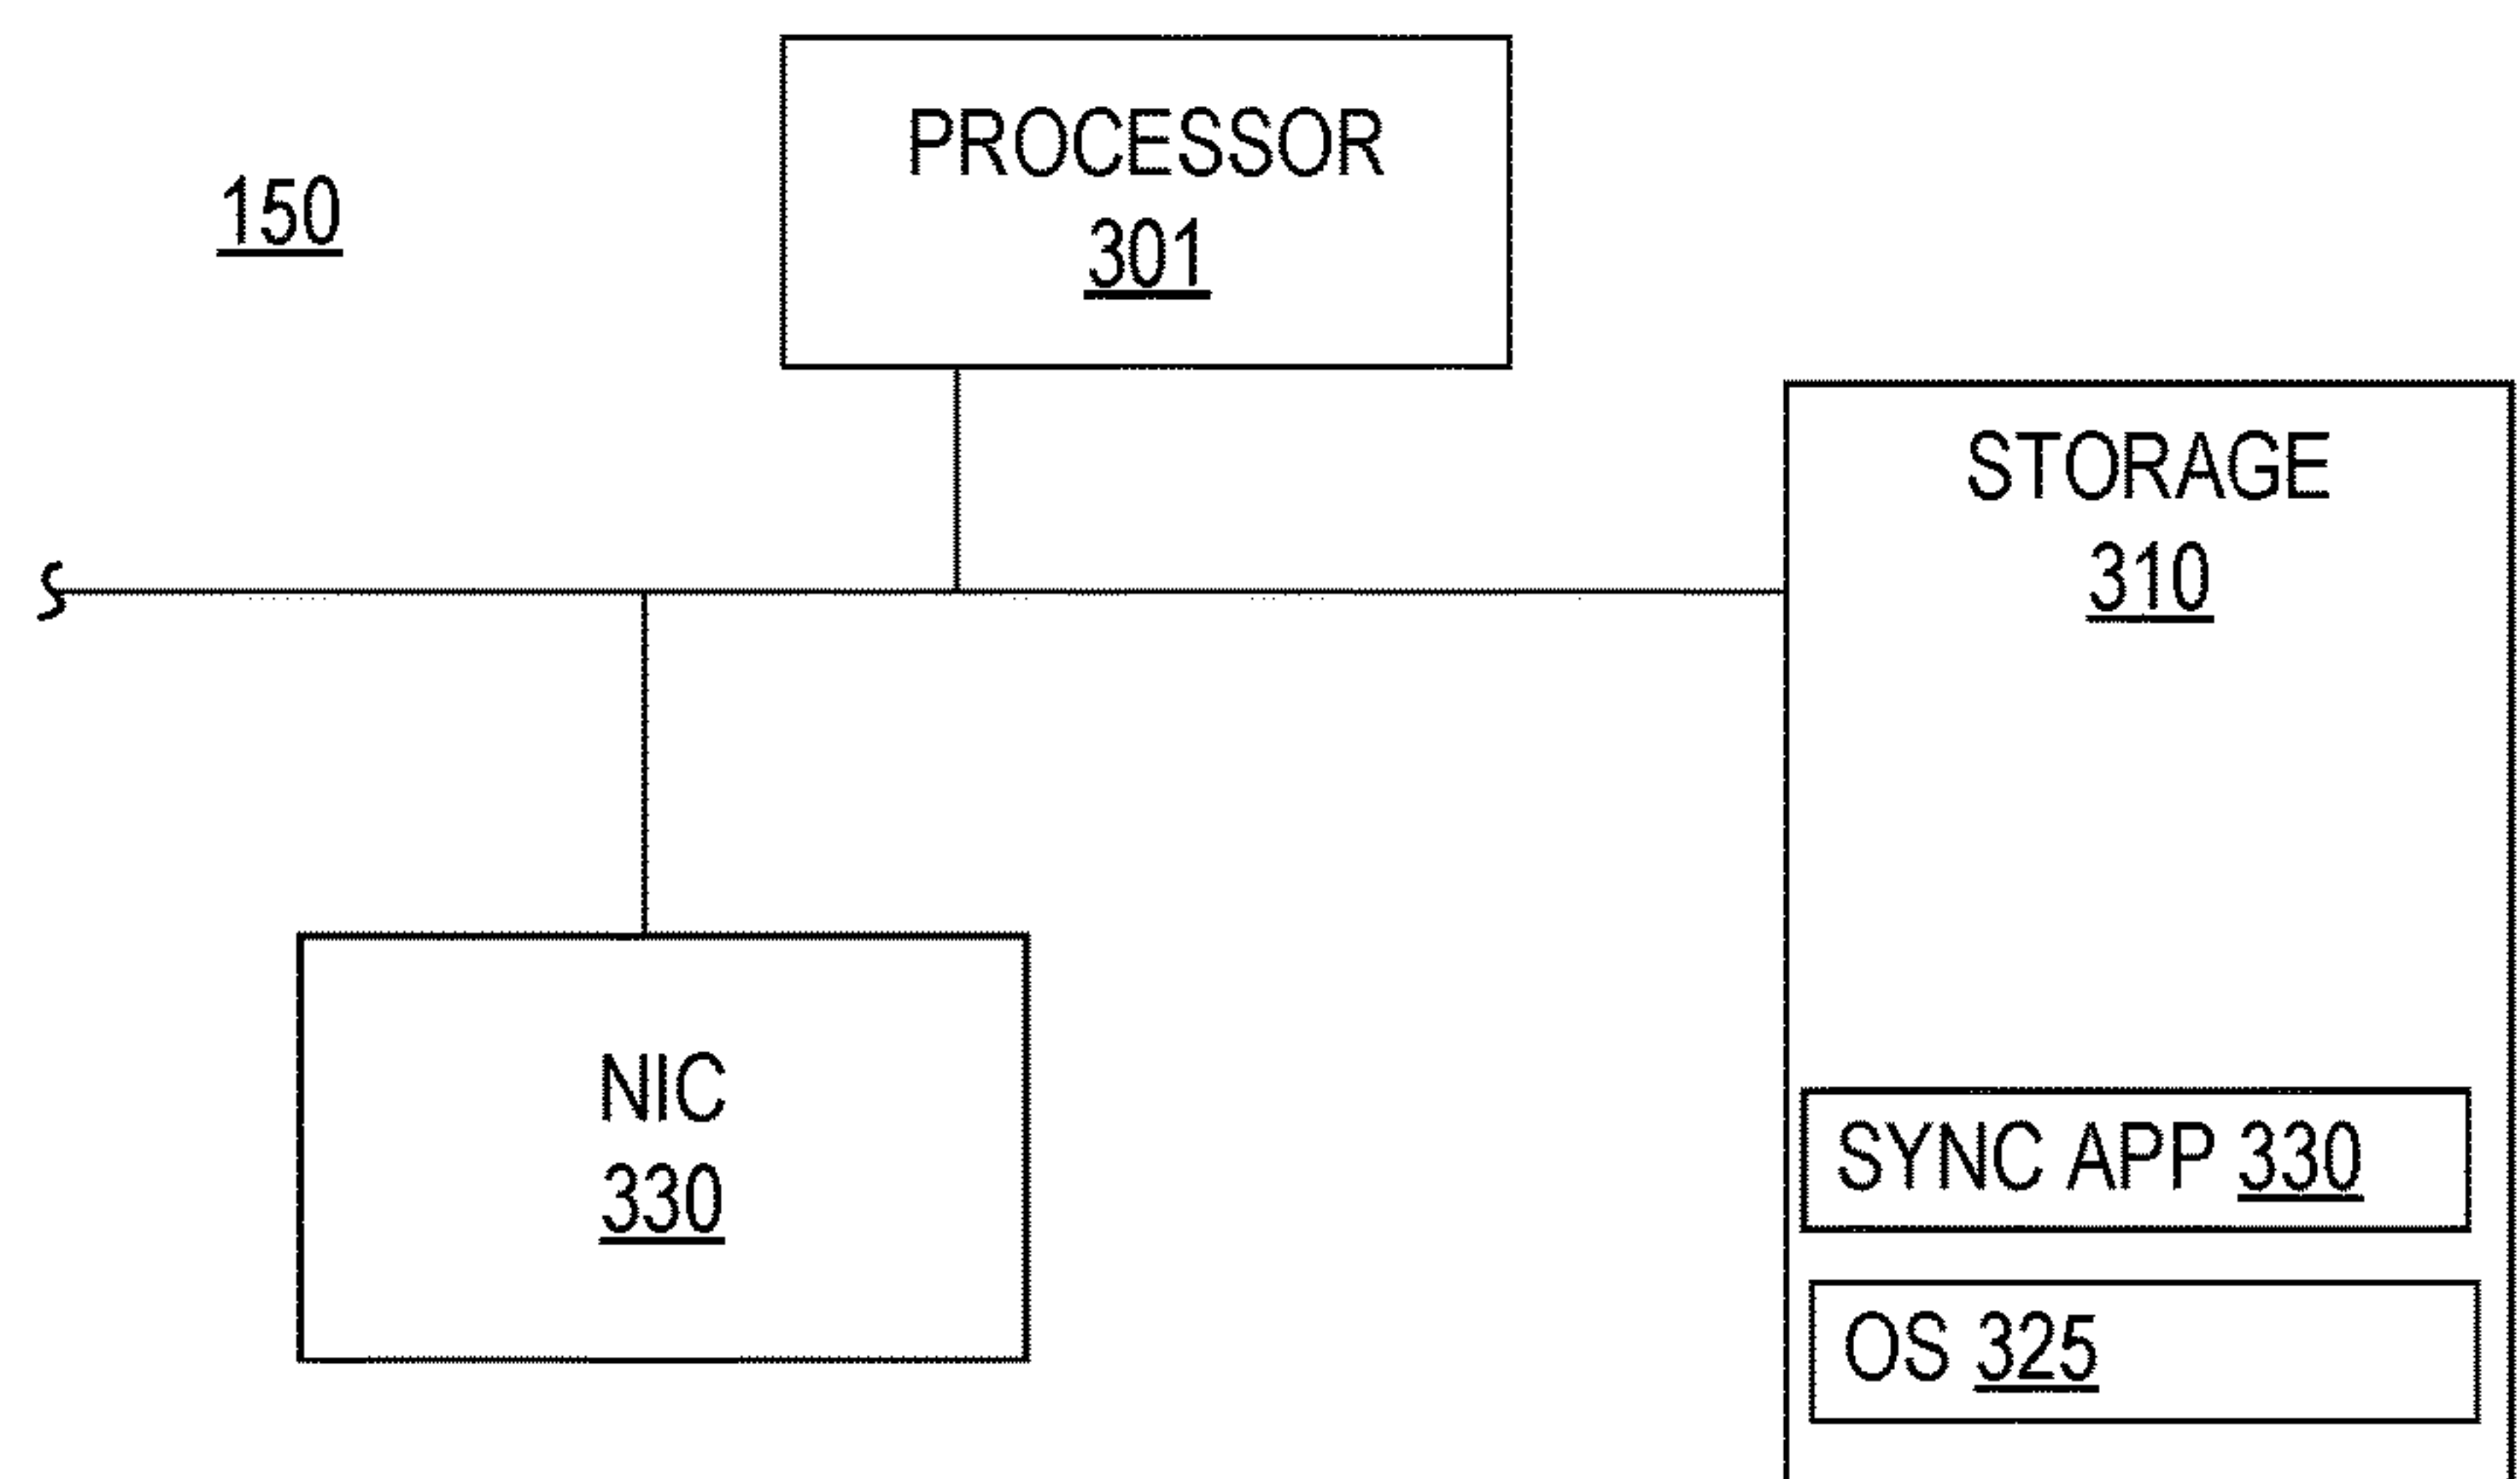 150
PROCESSOR
301
STORAGE
310
NIC
330
SYNC APP 330
OS 325